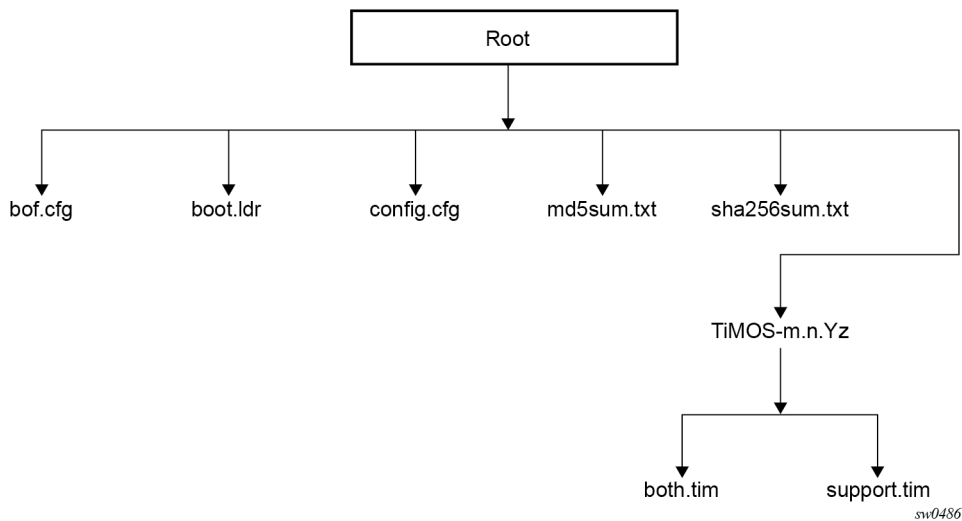 Root
bof.cfg boot.ldr config.cfg md5sum.txt sha256sum.txt
TiMOS-m.n.Yz
both.tim support.tim
sw0486